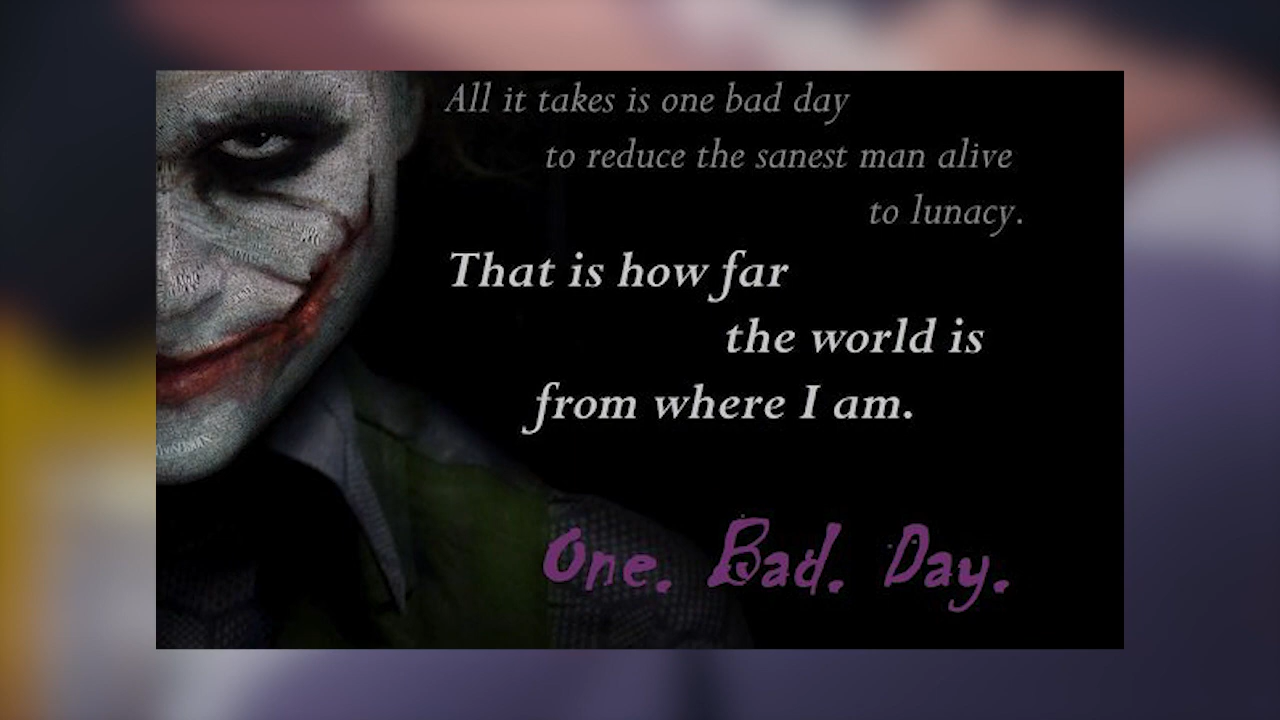 All it takes is one bad day
to reduce the sanest man alive
to lunacy.
That is how far
the world is
from where I am.
One. Bad. Day.